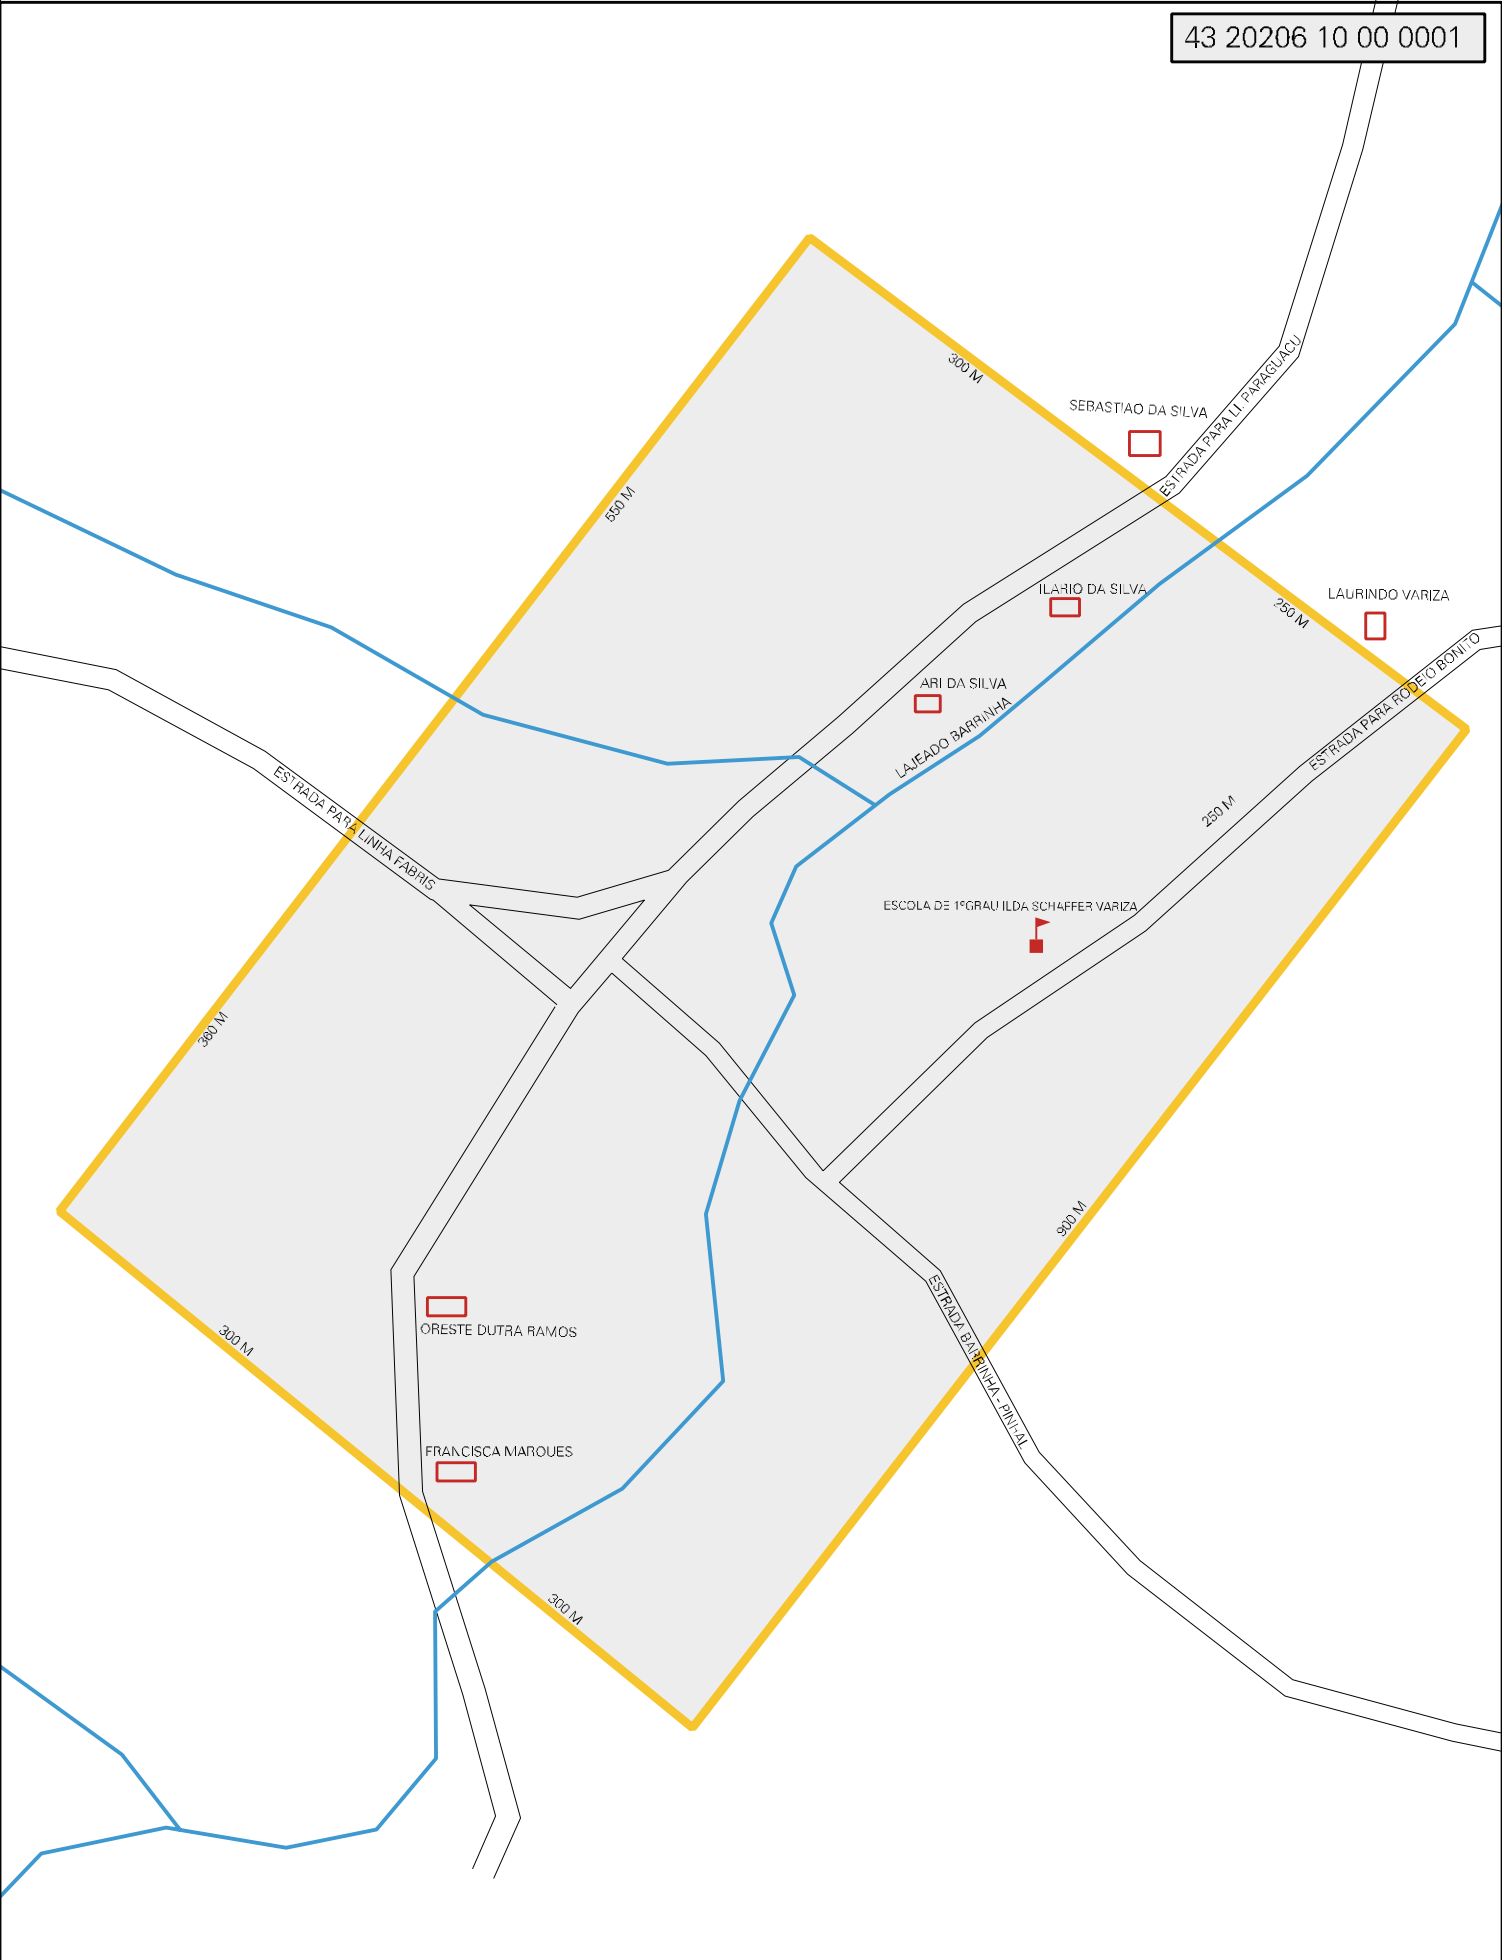 43 20206 10 00 0001
300 M
ESTRADA PARA LI. PARAGUACU
SEBASTIAO DA SILVA
550 M
ILARIO DA SILVA
LAURINDO VARIZA
250 M
ESTRADA PARA RODEIO BONITO
ARI DA SILVA
LAJEADO BARRINHA
ESTRADA PARA LINHA FABRIS
250 M
ESCOLA DE 1ºGRAU ILDA SCHAFFER VARIZA
360 M
900 M
ESTRADA BARRINHA - PINHAL
ORESTE DUTRA RAMOS
300 M
FRANCISCA MARQUES
300 M